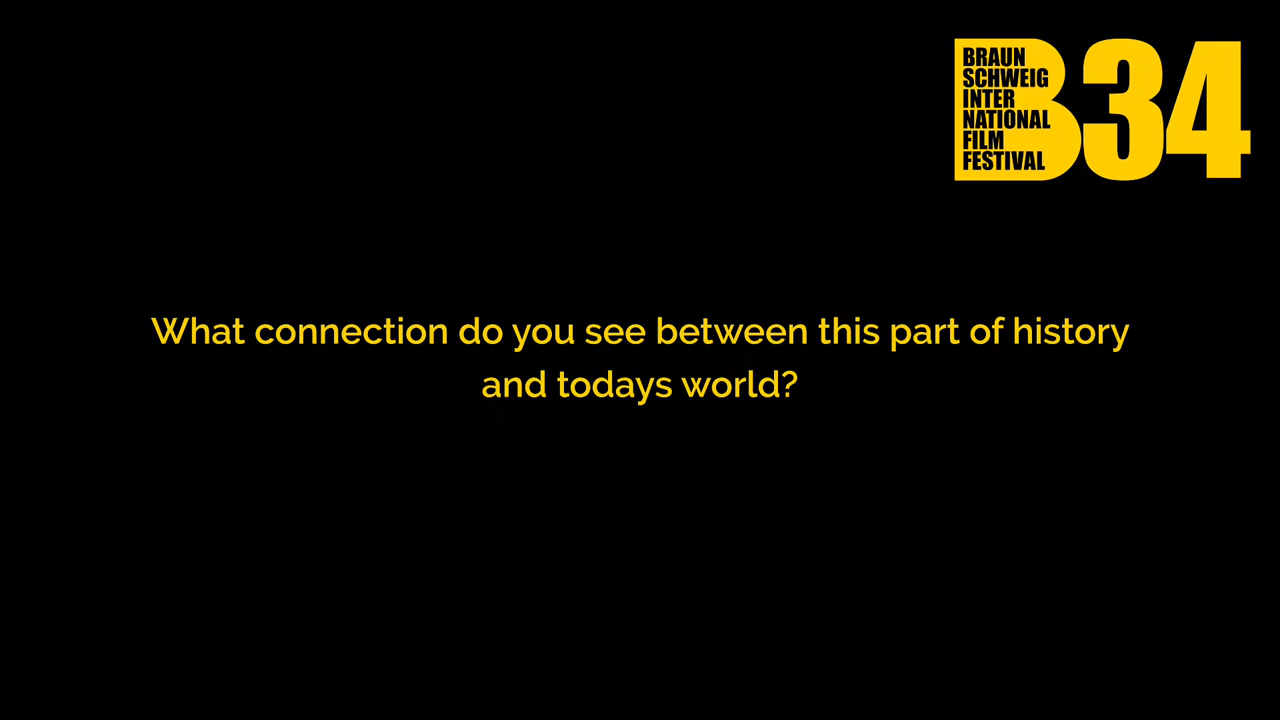 BRAUN
SCHWEIG
INTER
NATIONAL
FILM
FESTIVAL
B34
What connection do you see between this part of history
and todays world?